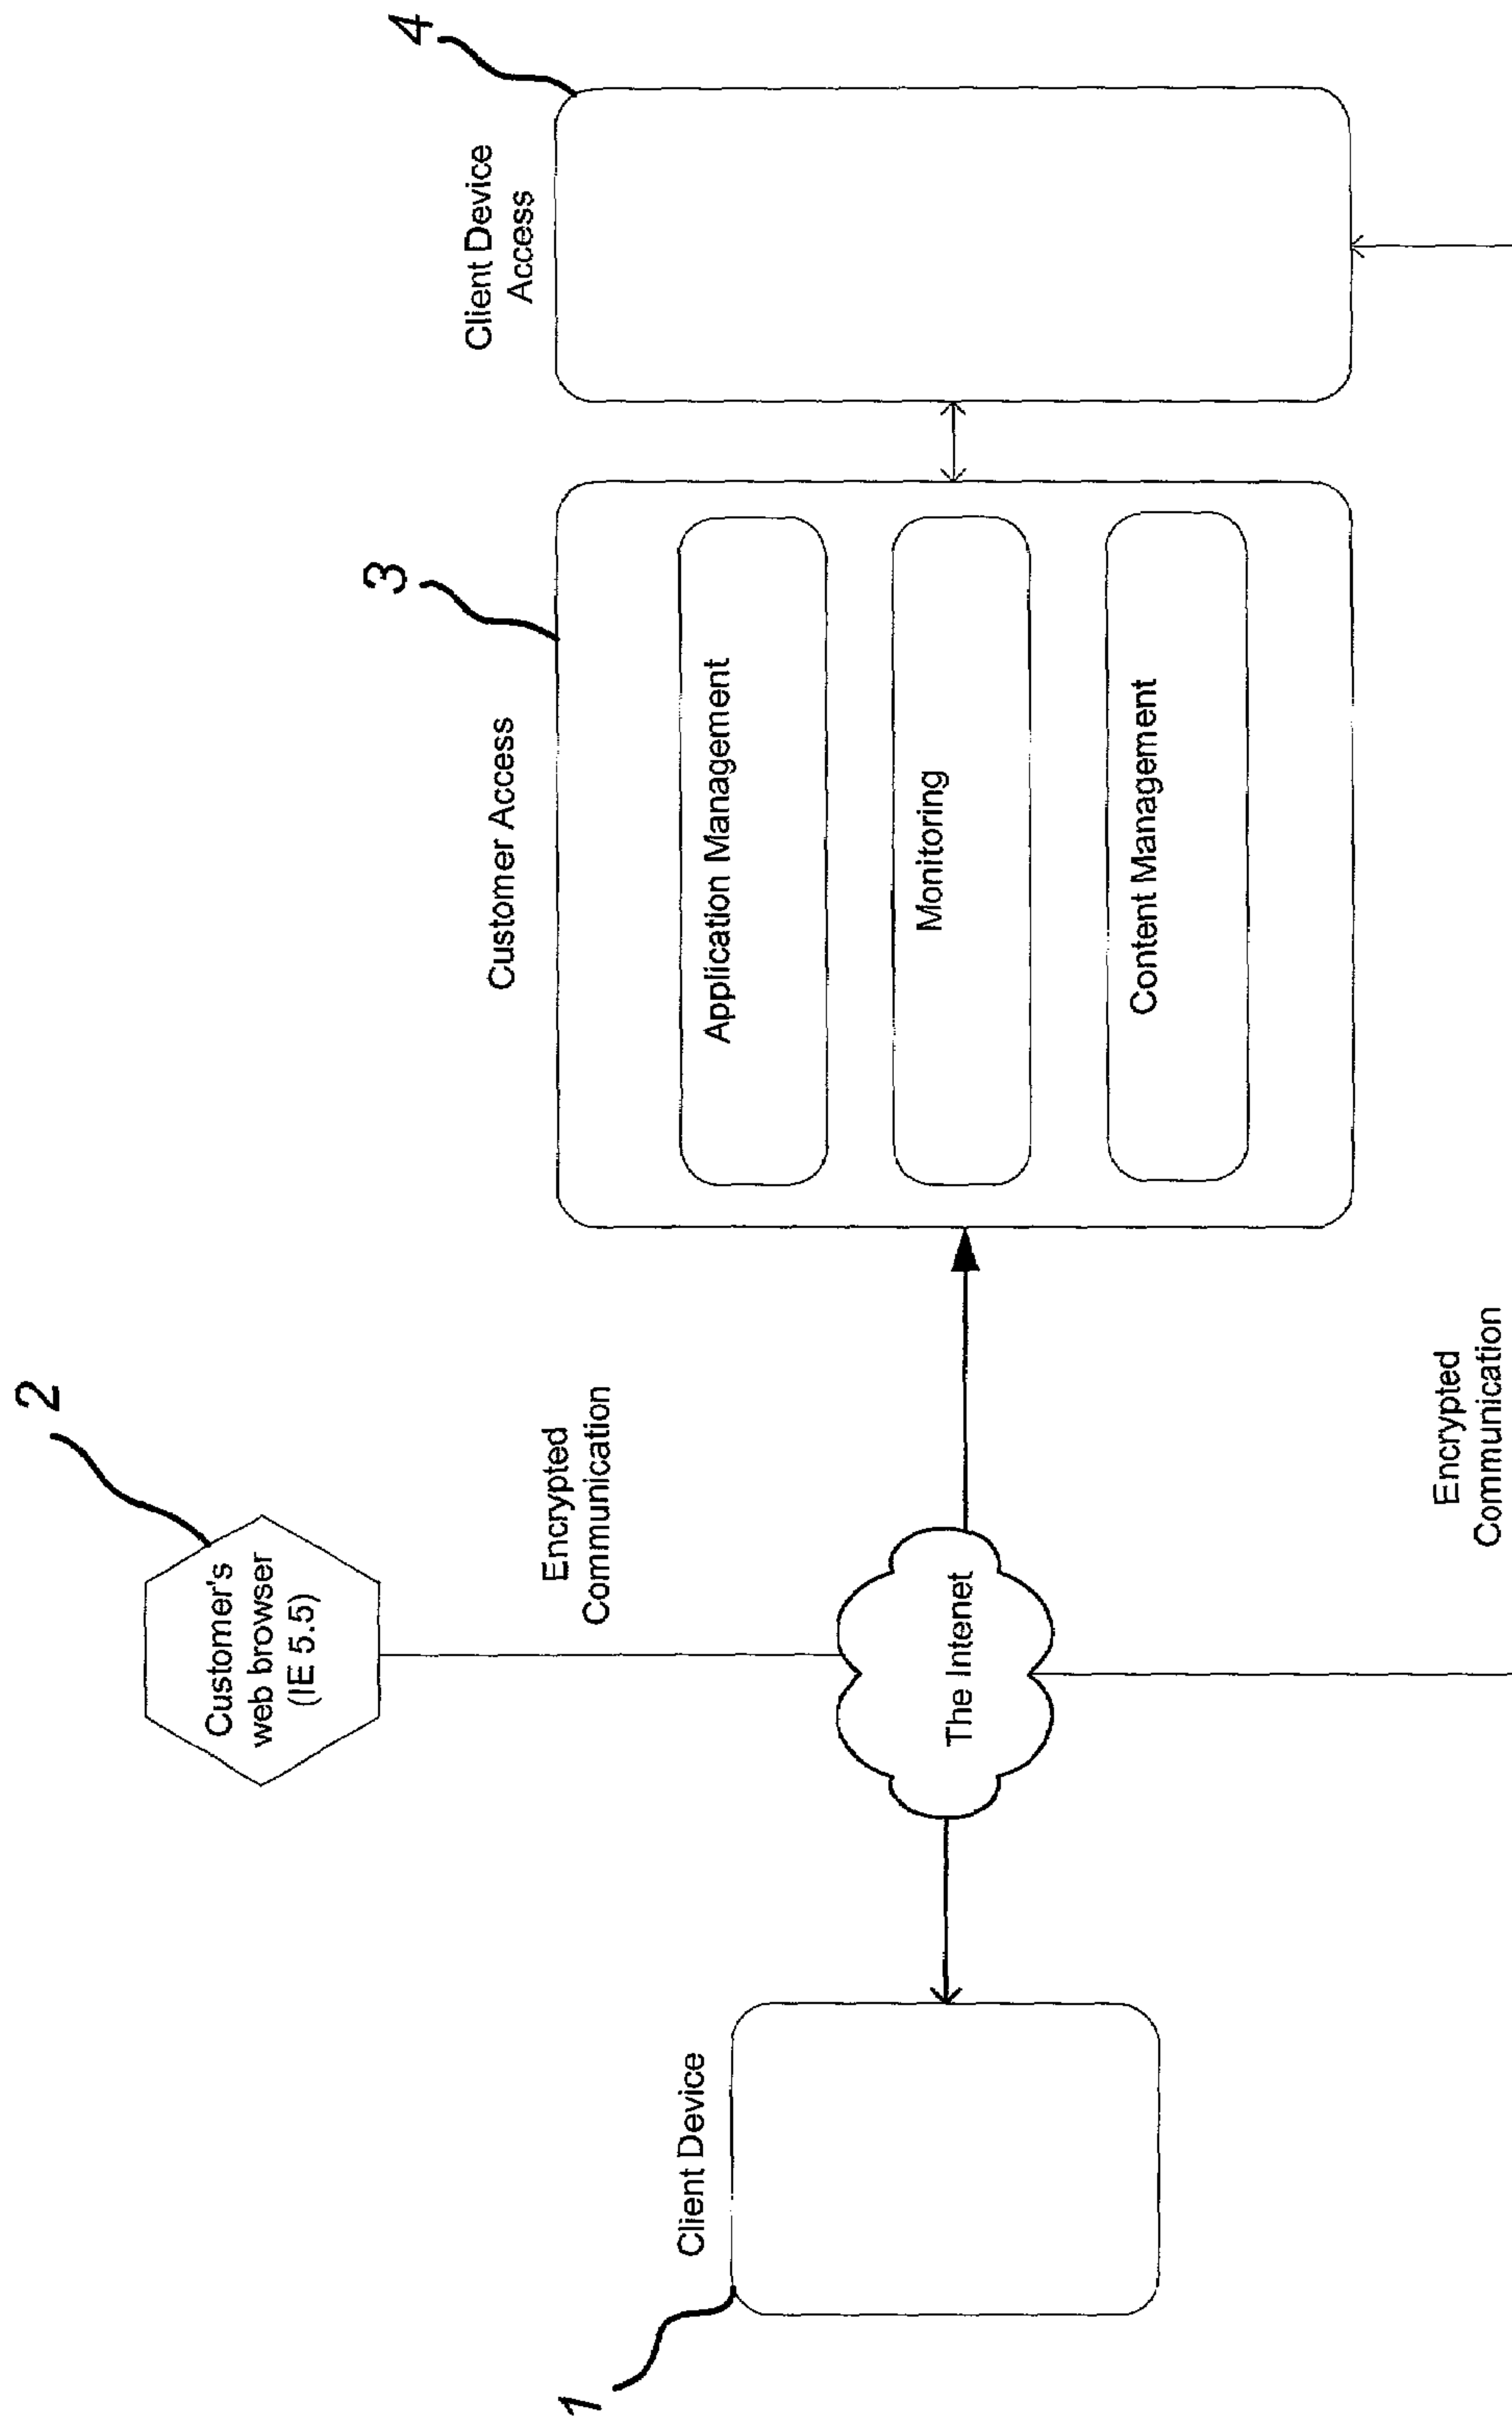 2
Customer's
web browser
(IE 5.5)
Encrypted
Communication
1
Client Device
The Intenet
3
Customer Access
Application Management
Monitoring
Content Management
4
Client Device
Access
Encrypted
Communication